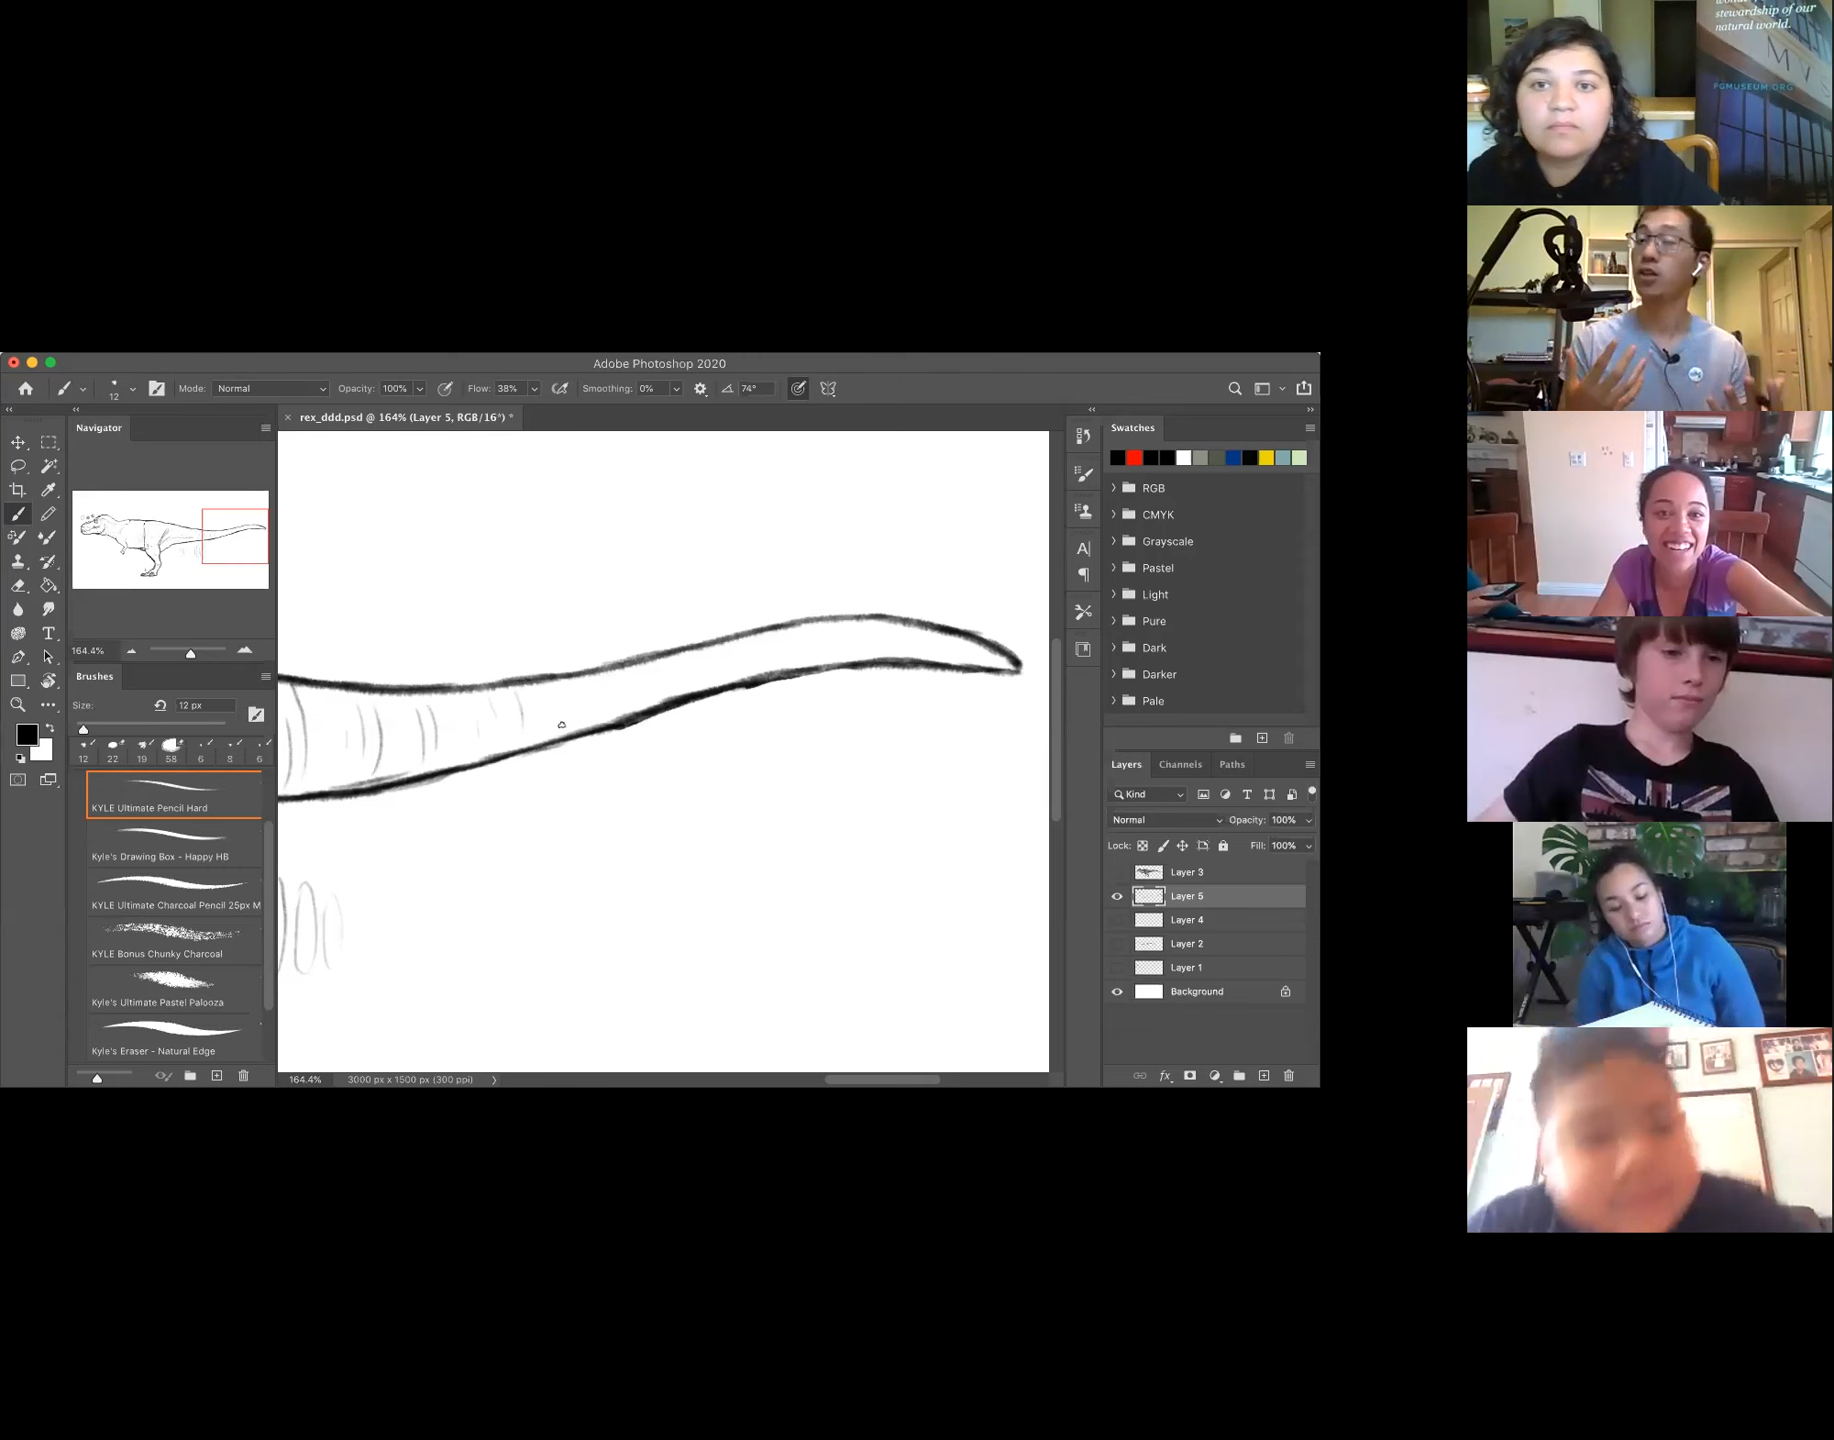 stewardship of our
natural world.
M V
PGMUSEUM.ORG
Adobe Photoshop 2020
12
Mode: Normal
Opacity: 100%
Flow: 38%
Smoothing: 0%
74°
rex_ddd.psd @ 164% (Layer 5, RGB/16*) *
Navigator
164.4%
Brushes
Size:
12 px
12 22 19 58 6 8 6
KYLE Ultimate Pencil Hard
Kyle's Drawing Box - Happy HB
KYLE Ultimate Charcoal Pencil 25px M
KYLE Bonus Chunky Charcoal
Kyle's Ultimate Pastel Palooza
Kyle's Eraser - Natural Edge
164.4%
3000 px x 1500 px (300 ppi)
Swatches
RGB
CMYK
Grayscale
Pastel
Light
Pure
Dark
Darker
Pale
Layers Channels Paths
Kind
Normal
Opacity: 100%
Lock:
Fill: 100%
Layer 3
Layer 5
Layer 4
Layer 2
Layer 1
Background
fx